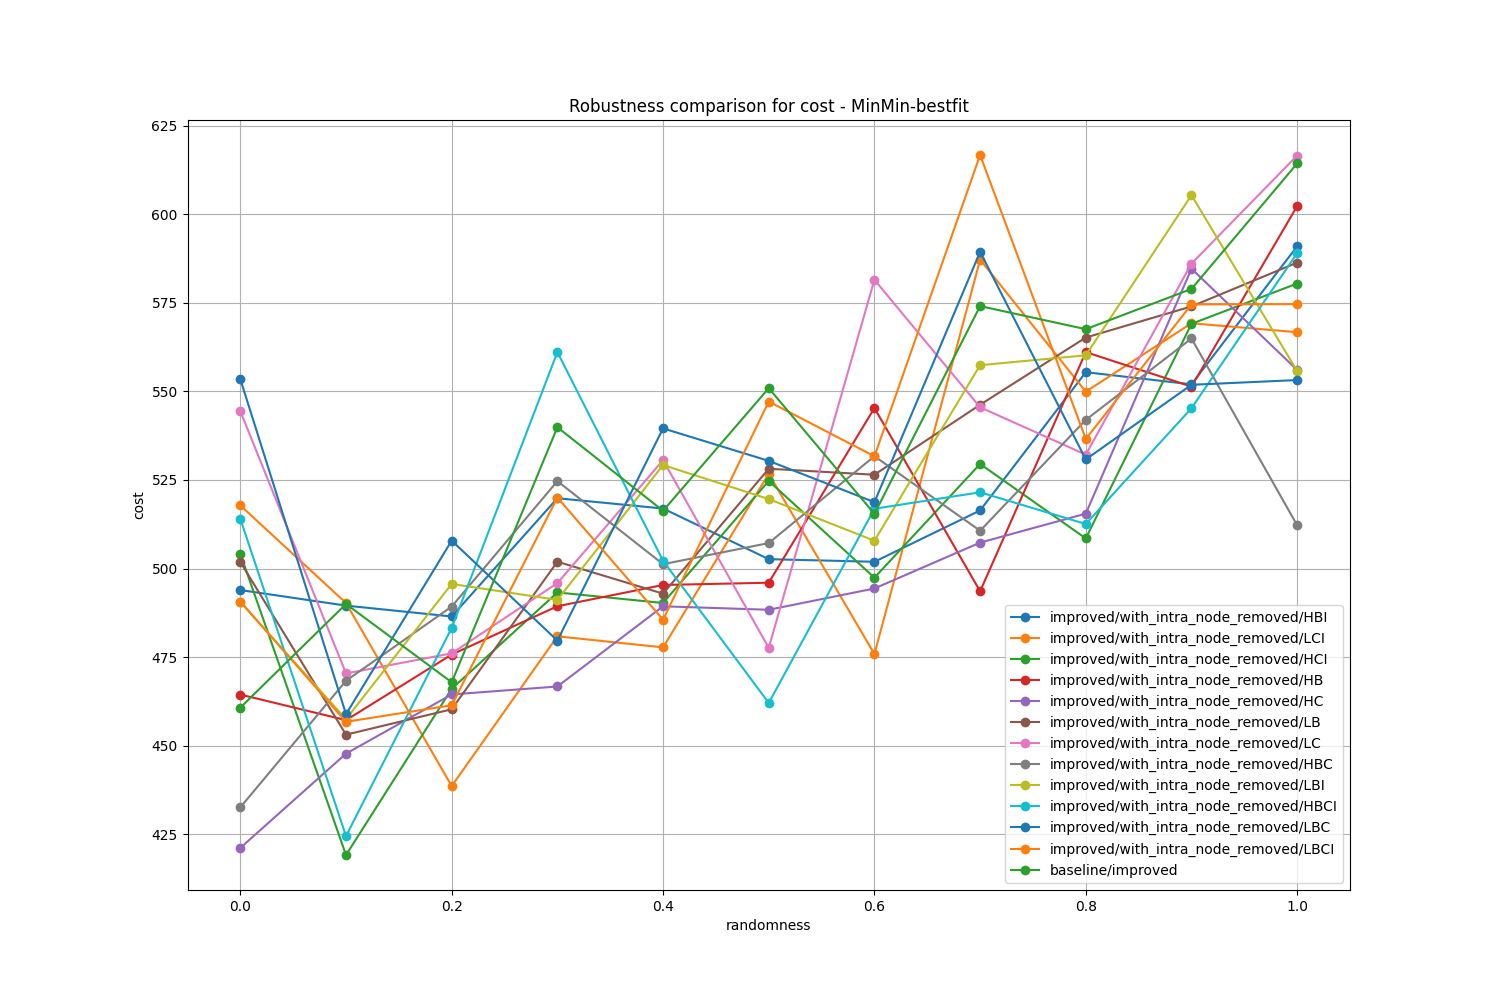 Robustness comparison for cost - MinMin-bestfit
625
600
575
550
525
500
475
450
425
cost
0.0
0.2
0.4
0.6
0.8
1.0
randomness
improved/with_intra_node_removed/HBI
improved/with_intra_node_removed/LCI
improved/with_intra_node_removed/HCI
improved/with_intra_node_removed/HB
improved/with_intra_node_removed/HC
improved/with_intra_node_removed/LB
improved/with_intra_node_removed/LC
improved/with_intra_node_removed/HBC
improved/with_intra_node_removed/LBI
improved/with_intra_node_removed/HBCI
improved/with_intra_node_removed/LBC
improved/with_intra_node_removed/LBCI
baseline/improved